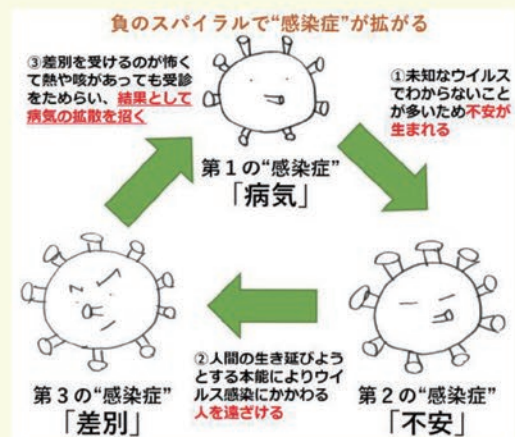 負のスパイラルで“感染症”が拡がる
③差別を受けるのが怖く
て熱や咳があっても受診
をためらい、結果として
病気の拡散を招く
①未知なウイルス
でわからないこと
が多いため不安が
生まれる
第1の“感染症”
「病気」
②人間の生き延びよう
とする本能によりウイ
ルス感染にかかわる
人を遠ざける
第3の“感染症”
「差別」
第2の“感染症”
「不安」